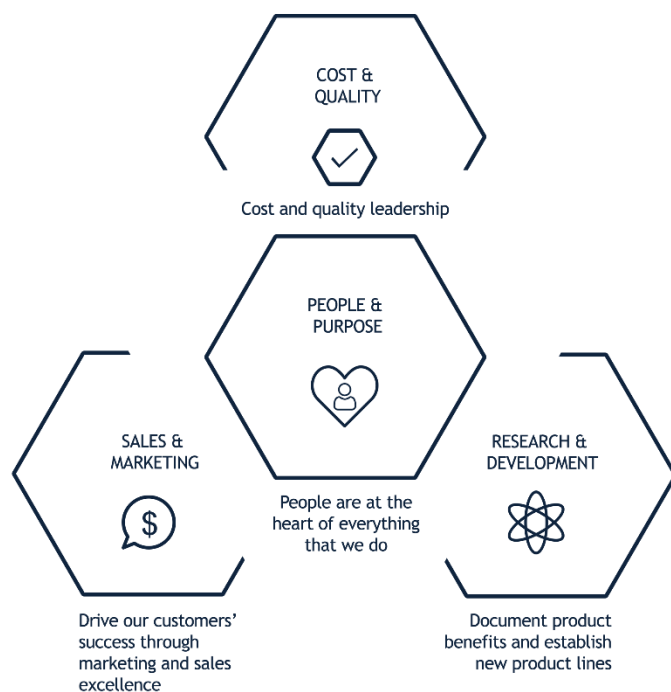 COST &
QUALITY
Cost and quality leadership
PEOPLE &
PURPOSE
People are at the
heart of everything
that we do
SALES &
MARKETING
$
Drive our customers’
success through
marketing and sales
excellence
RESEARCH &
DEVELOPMENT
Document product
benefits and establish
new product lines